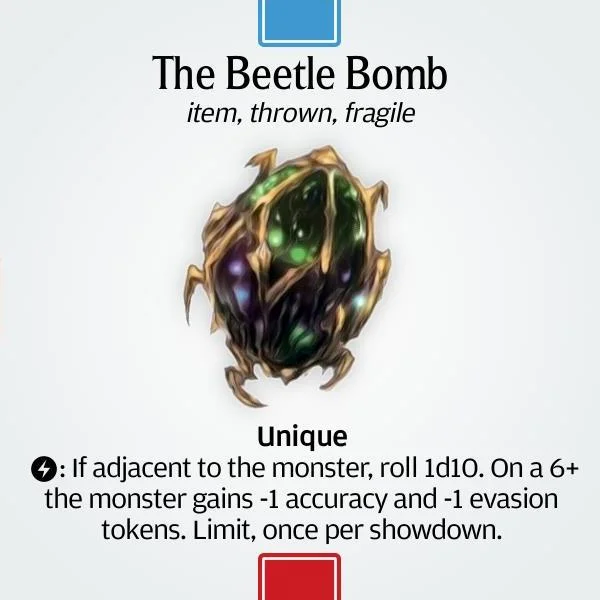 The Beetle Bomb
item, thrown, fragile
Unique
: If adjacent to the monster, roll 1d10. On a 6+
the monster gains -1 accuracy and -1 evasion
tokens. Limit, once per showdown.